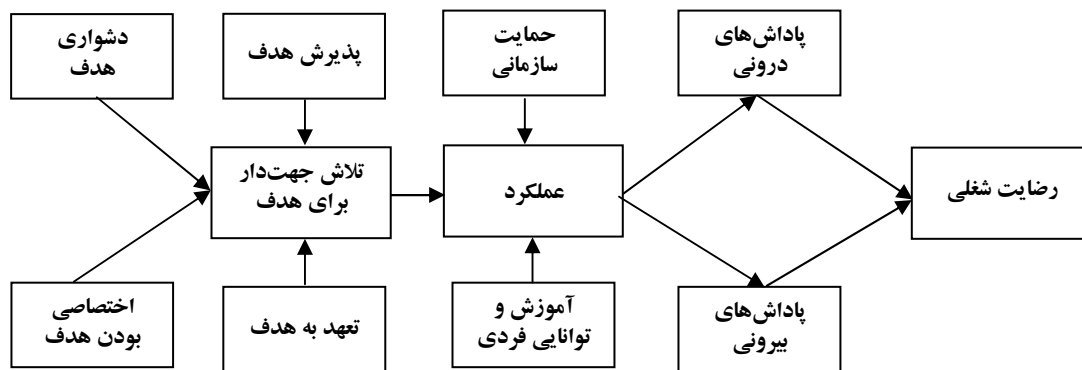 دشواری
هدف
پذیرش هدف
حمایت
سازمانی
پاداش‌های
درونی
تلاش جهت‌دار
برای هدف
عملکرد
رضایت شغلی
اختصاصی
بودن هدف
تعهد به هدف
آموزش و
توانایی فردی
پاداش‌های
بیرونی